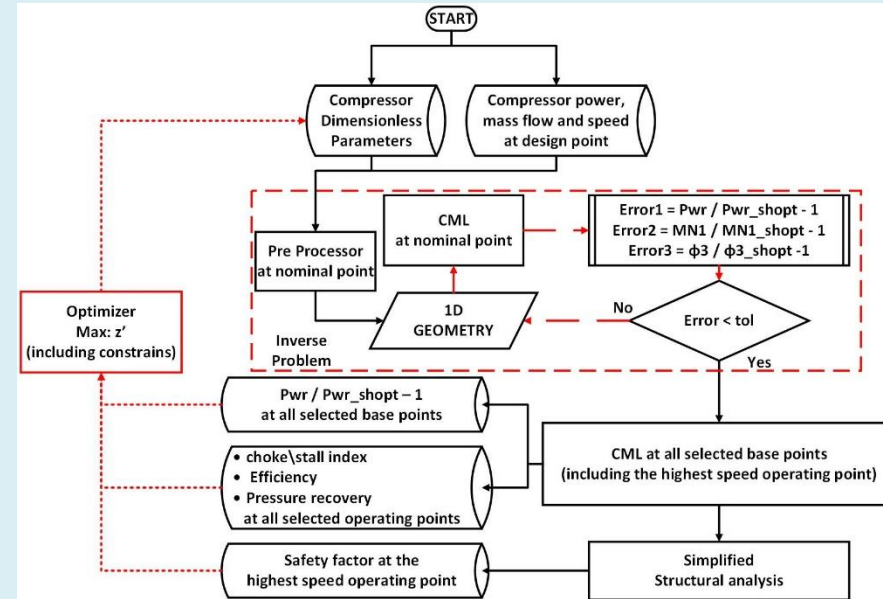 START
Compressor
Dimensionless
Parameters
Compressor power,
mass flow and speed
at design point
Pre Processor
at nominal point
CML
at nominal point
Error1 = Pwr / Pwr_shopt - 1
Error2 = MN1 / MN1_shopt - 1
Error3 = ϕ3 / ϕ3_shopt -1
1D
GEOMETRY
No
Error < tol
Yes
Inverse
Problem
Optimizer
Max: z’
(including constrains)
Pwr / Pwr_shopt – 1
at all selected base points
• choke\stall index
• Efficiency
• Pressure recovery
at all selected operating points
CML at all selected base points
(including the highest speed operating point)
Safety factor at the
highest speed operating point
Simplified
Structural analysis